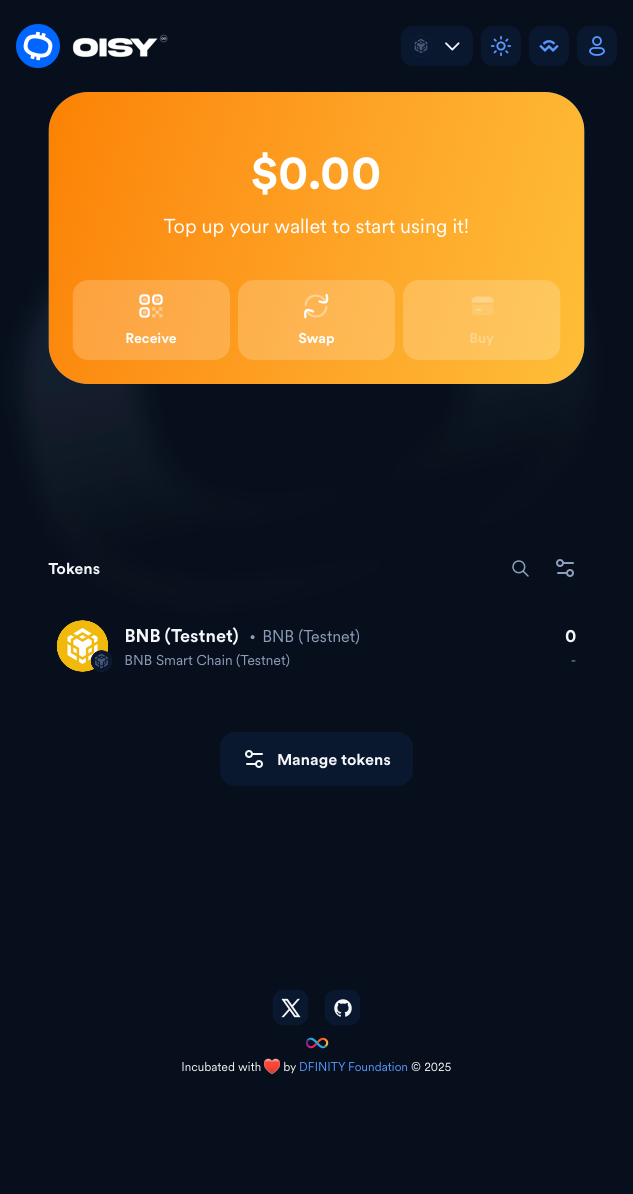 OISY
$0.00
Top up your wallet to start using it!
Receive
Swap
Buy
Tokens
BNB (Testnet) • BNB (Testnet)
0
BNB Smart Chain (Testnet)
-
Manage tokens
Incubated with ❤️ by DFINITY Foundation © 2025